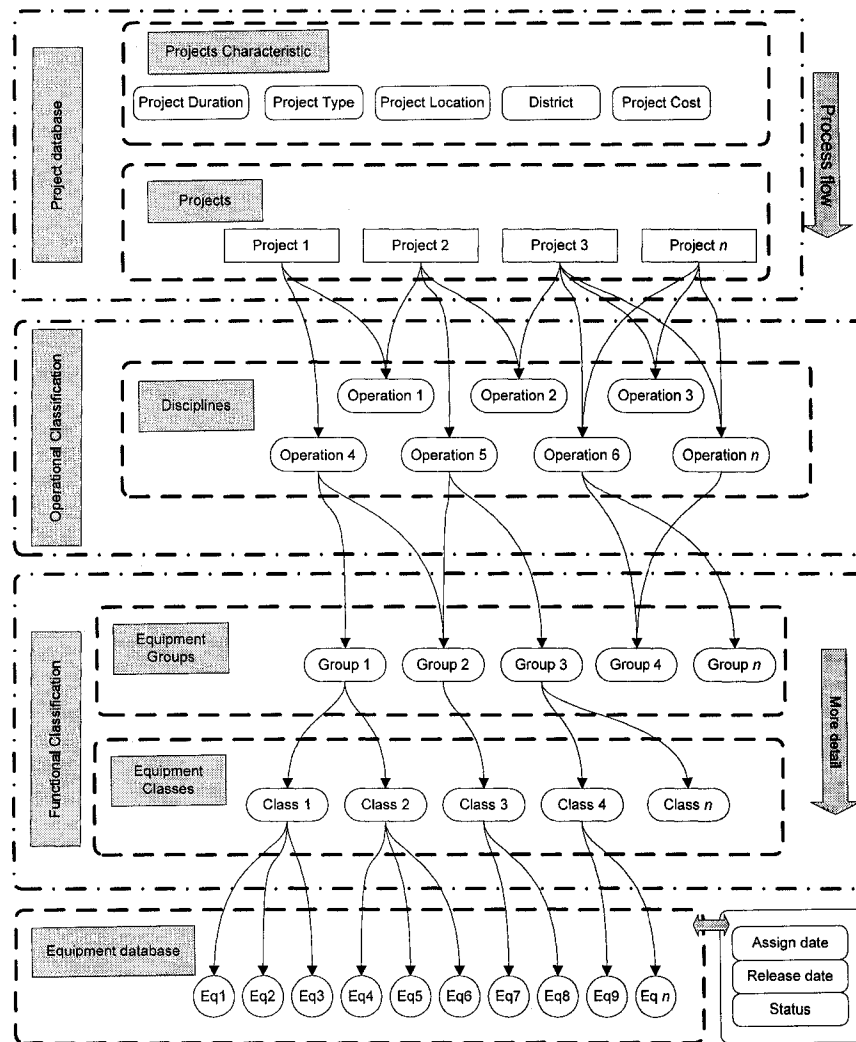 Projects Characteristic
Project Duration
Project Type
Project Location
District
Project Cost
Project database
Process flow
Projects
Project 1
Project 2
Project 3
Project n
Operational Classification
Disciplines
Operation 1
Operation 2
Operation 3
Operation 4
Operation 5
Operation 6
Operation n
Functional Classification
Equipment
Groups
Group 1
Group 2
Group 3
Group 4
Group n
More detail
Equipment
Classes
Class 1
Class 2
Class 3
Class 4
Class n
Equipment database
Eq1
Eq2
Eq3
Eq4
Eq5
Eq6
Eq7
Eq8
Eq9
Eq n
Assign date
Release date
Status